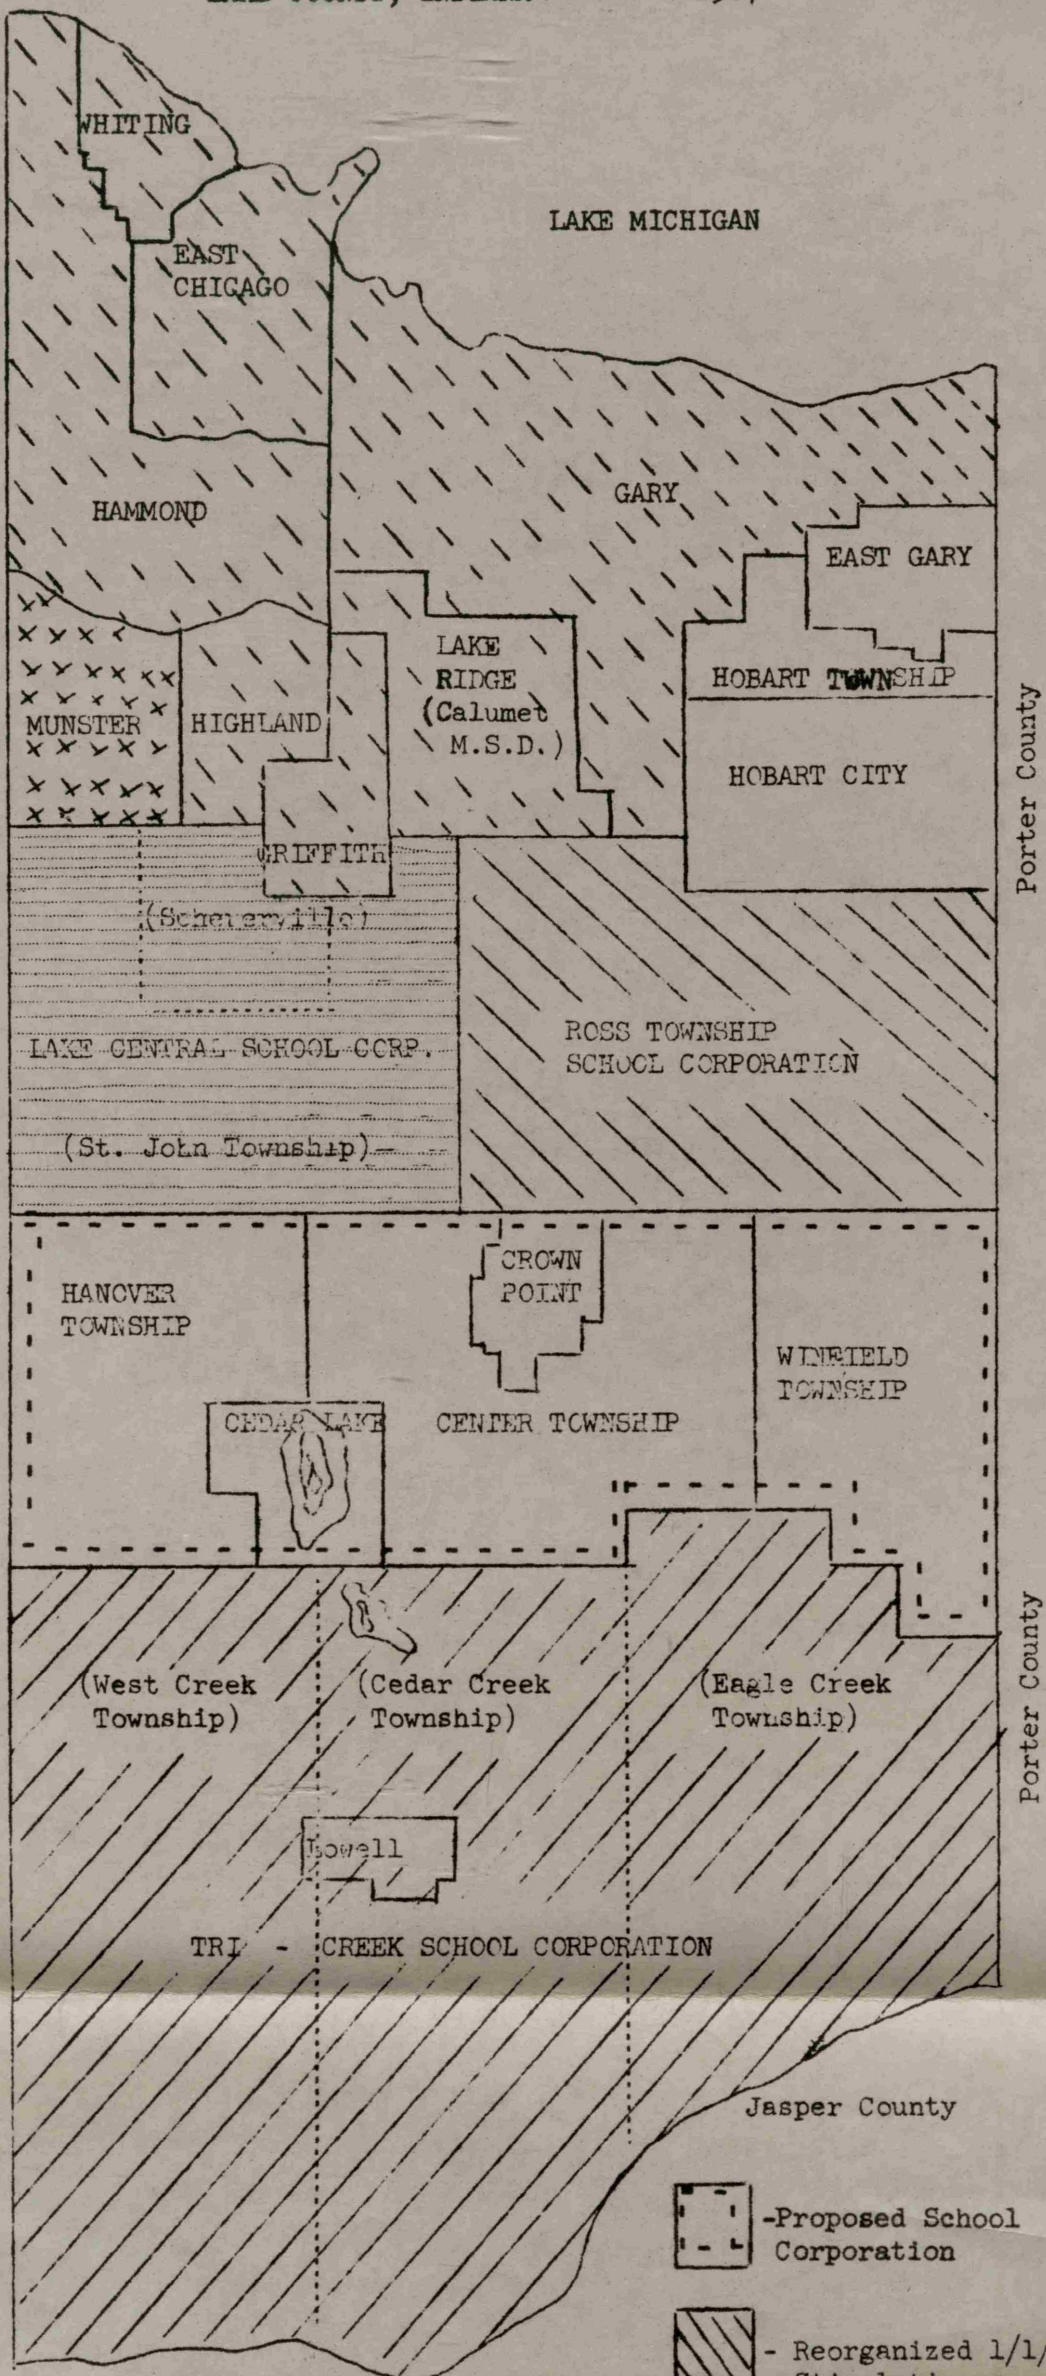 WHITING
LAKE MICHIGAN
EAST
CHICAGO
HAMMOND
GARY
EAST GARY
LAKE
RIDGE
(Calumet
M.S.D.)
HOBART TOWNSHIP
MUNSTER
HIGHLAND
HOBART CITY
Porter County
GRIFFITH
(Schererville)
LAKE CENTRAL SCHOOL CORP.
ROSS TOWNSHIP
SCHOOL CORPORATION
(St. John Township)
CROWN
POINT
HANOVER
TOWNSHIP
WINFIELD
TOWNSHIP
CEDAR LAKE
CENTER TOWNSHIP
(West Creek
Township)
(Cedar Creek
Township)
(Eagle Creek
Township)
Porter County
Lowell
TRI - CREEK SCHOOL CORPORATION
Jasper County
-Proposed School
Corporation
- Reorganized 1/1/